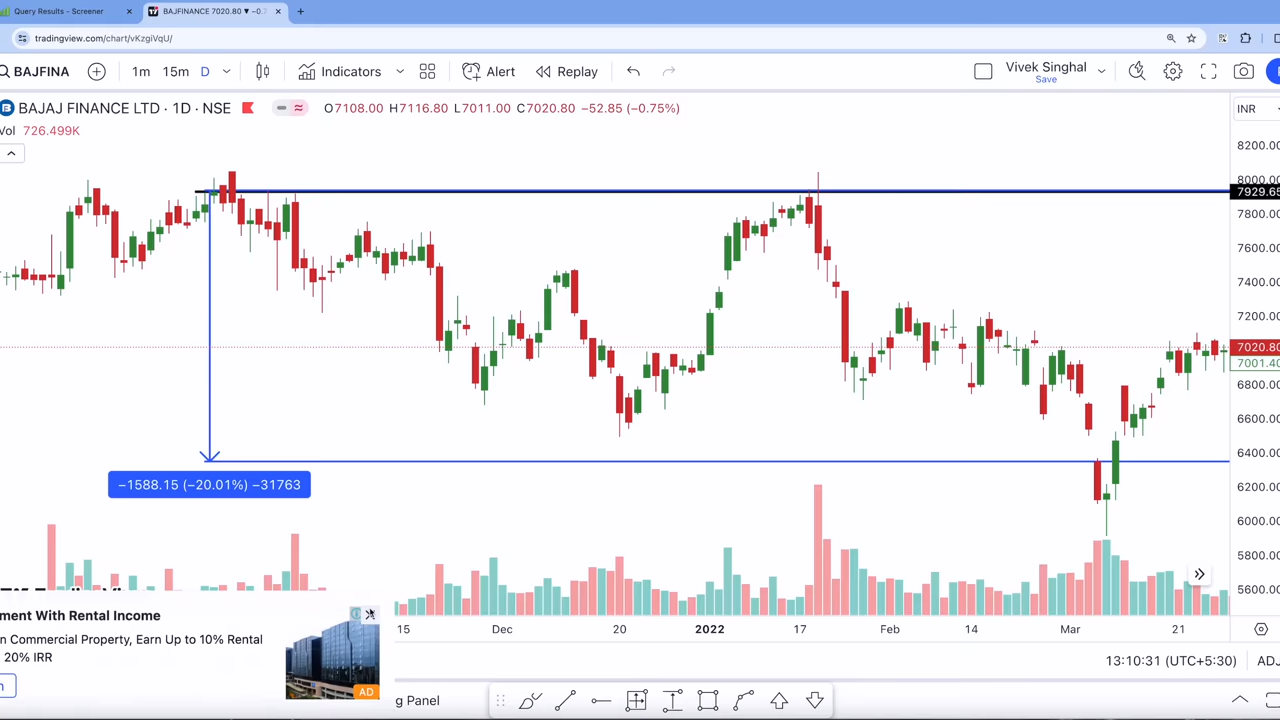 Query Results - Screener
BAJFINANCE 7020.80 ▼ −0.7
tradingview.com/chart/vKzgiVqU/
BAJFINA
1m 15m D
Indicators
Alert
Replay
Vivek Singhal
Save
BAJAJ FINANCE LTD · 1D · NSE
O7108.00 H7116.80 L7011.00 C7020.80 −52.85 (−0.75%)
INR
Vol 726.499K
8200.00
8000.00
7929.65
7800.00
7600.00
7400.00
7200.00
7020.80
7001.40
6800.00
6600.00
6400.00
6200.00
6000.00
5800.00
5600.00
−1588.15 (−20.01%) −31763
15 Dec 20 2022 17 Feb 14 Mar 21
ment With Rental Income
n Commercial Property, Earn Up to 10% Rental
20% IRR
AD
13:10:31 (UTC+5:30)
ADJ
g Panel